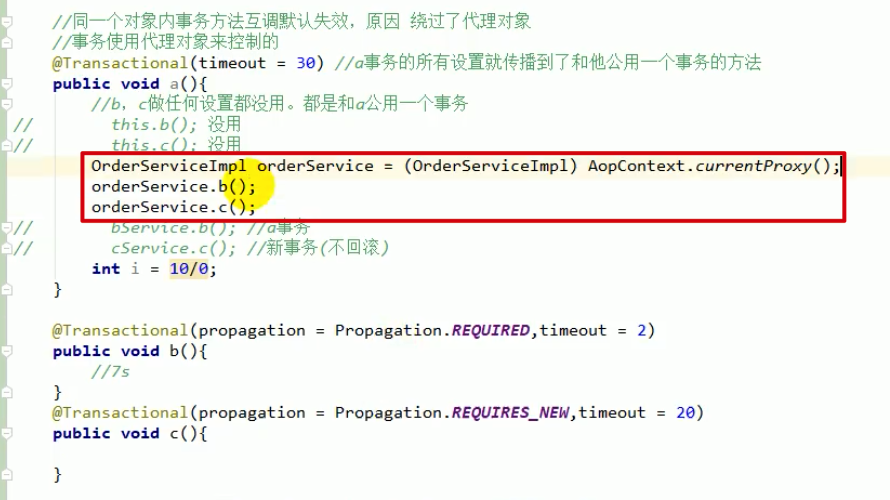 //同一个对象内事务方法互调默认失效，原因 绕过了代理对象
//事务使用代理对象来控制的
@Transactional(timeout = 30) //a事务的所有设置就传播到了和他公用一个事务的方法
public void a(){
//b，c做任何设置都没用。都是和a公用一个事务
// this.b(); 没用
// this.c(); 没用
OrderServiceImpl orderService = (OrderServiceImpl) AopContext.currentProxy();
orderService.b();
orderService.c();
// bService.b(); //a事务
// cService.c(); //新事务(不回滚)
int i = 10/0;
}
@Transactional(propagation = Propagation.REQUIRED,timeout = 2)
public void b(){
//7s
}
@Transactional(propagation = Propagation.REQUIRES_NEW,timeout = 20)
public void c(){
}